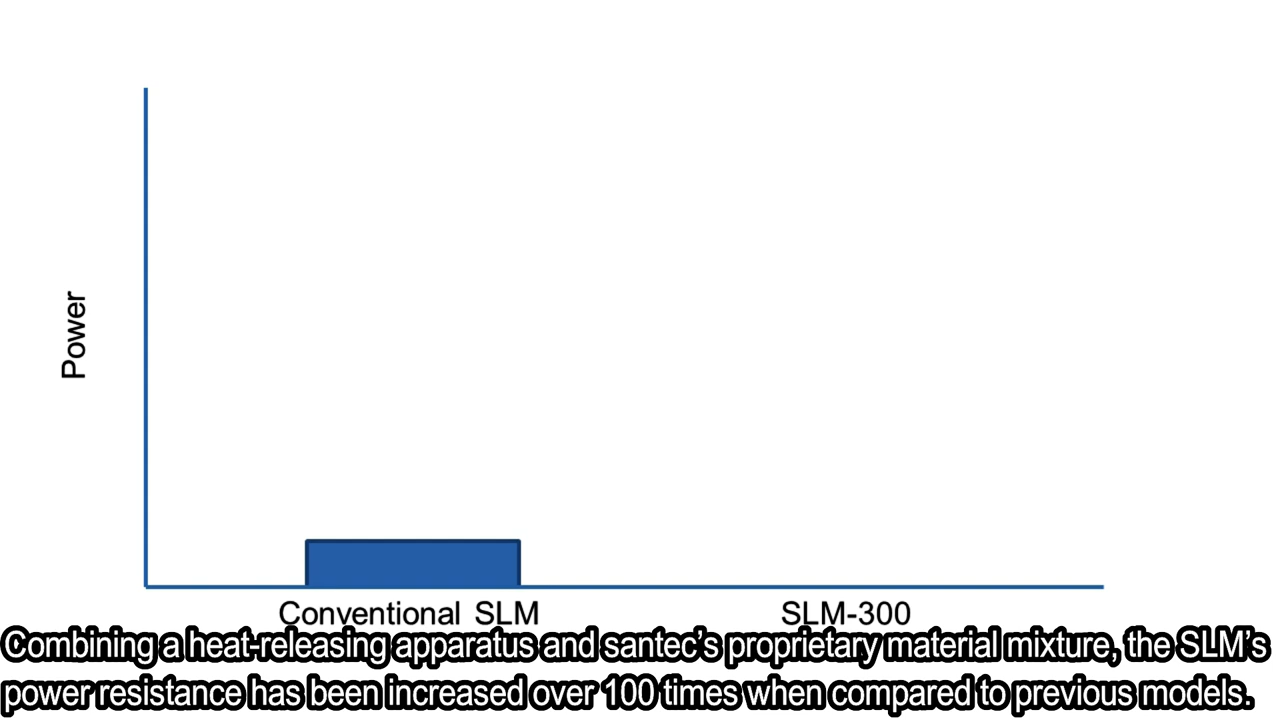 Power
Conventional SLM
SLM-300
Combining a heat-releasing apparatus and santec’s proprietary material mixture, the SLM’s
power resistance has been increased over 100 times when compared to previous models.